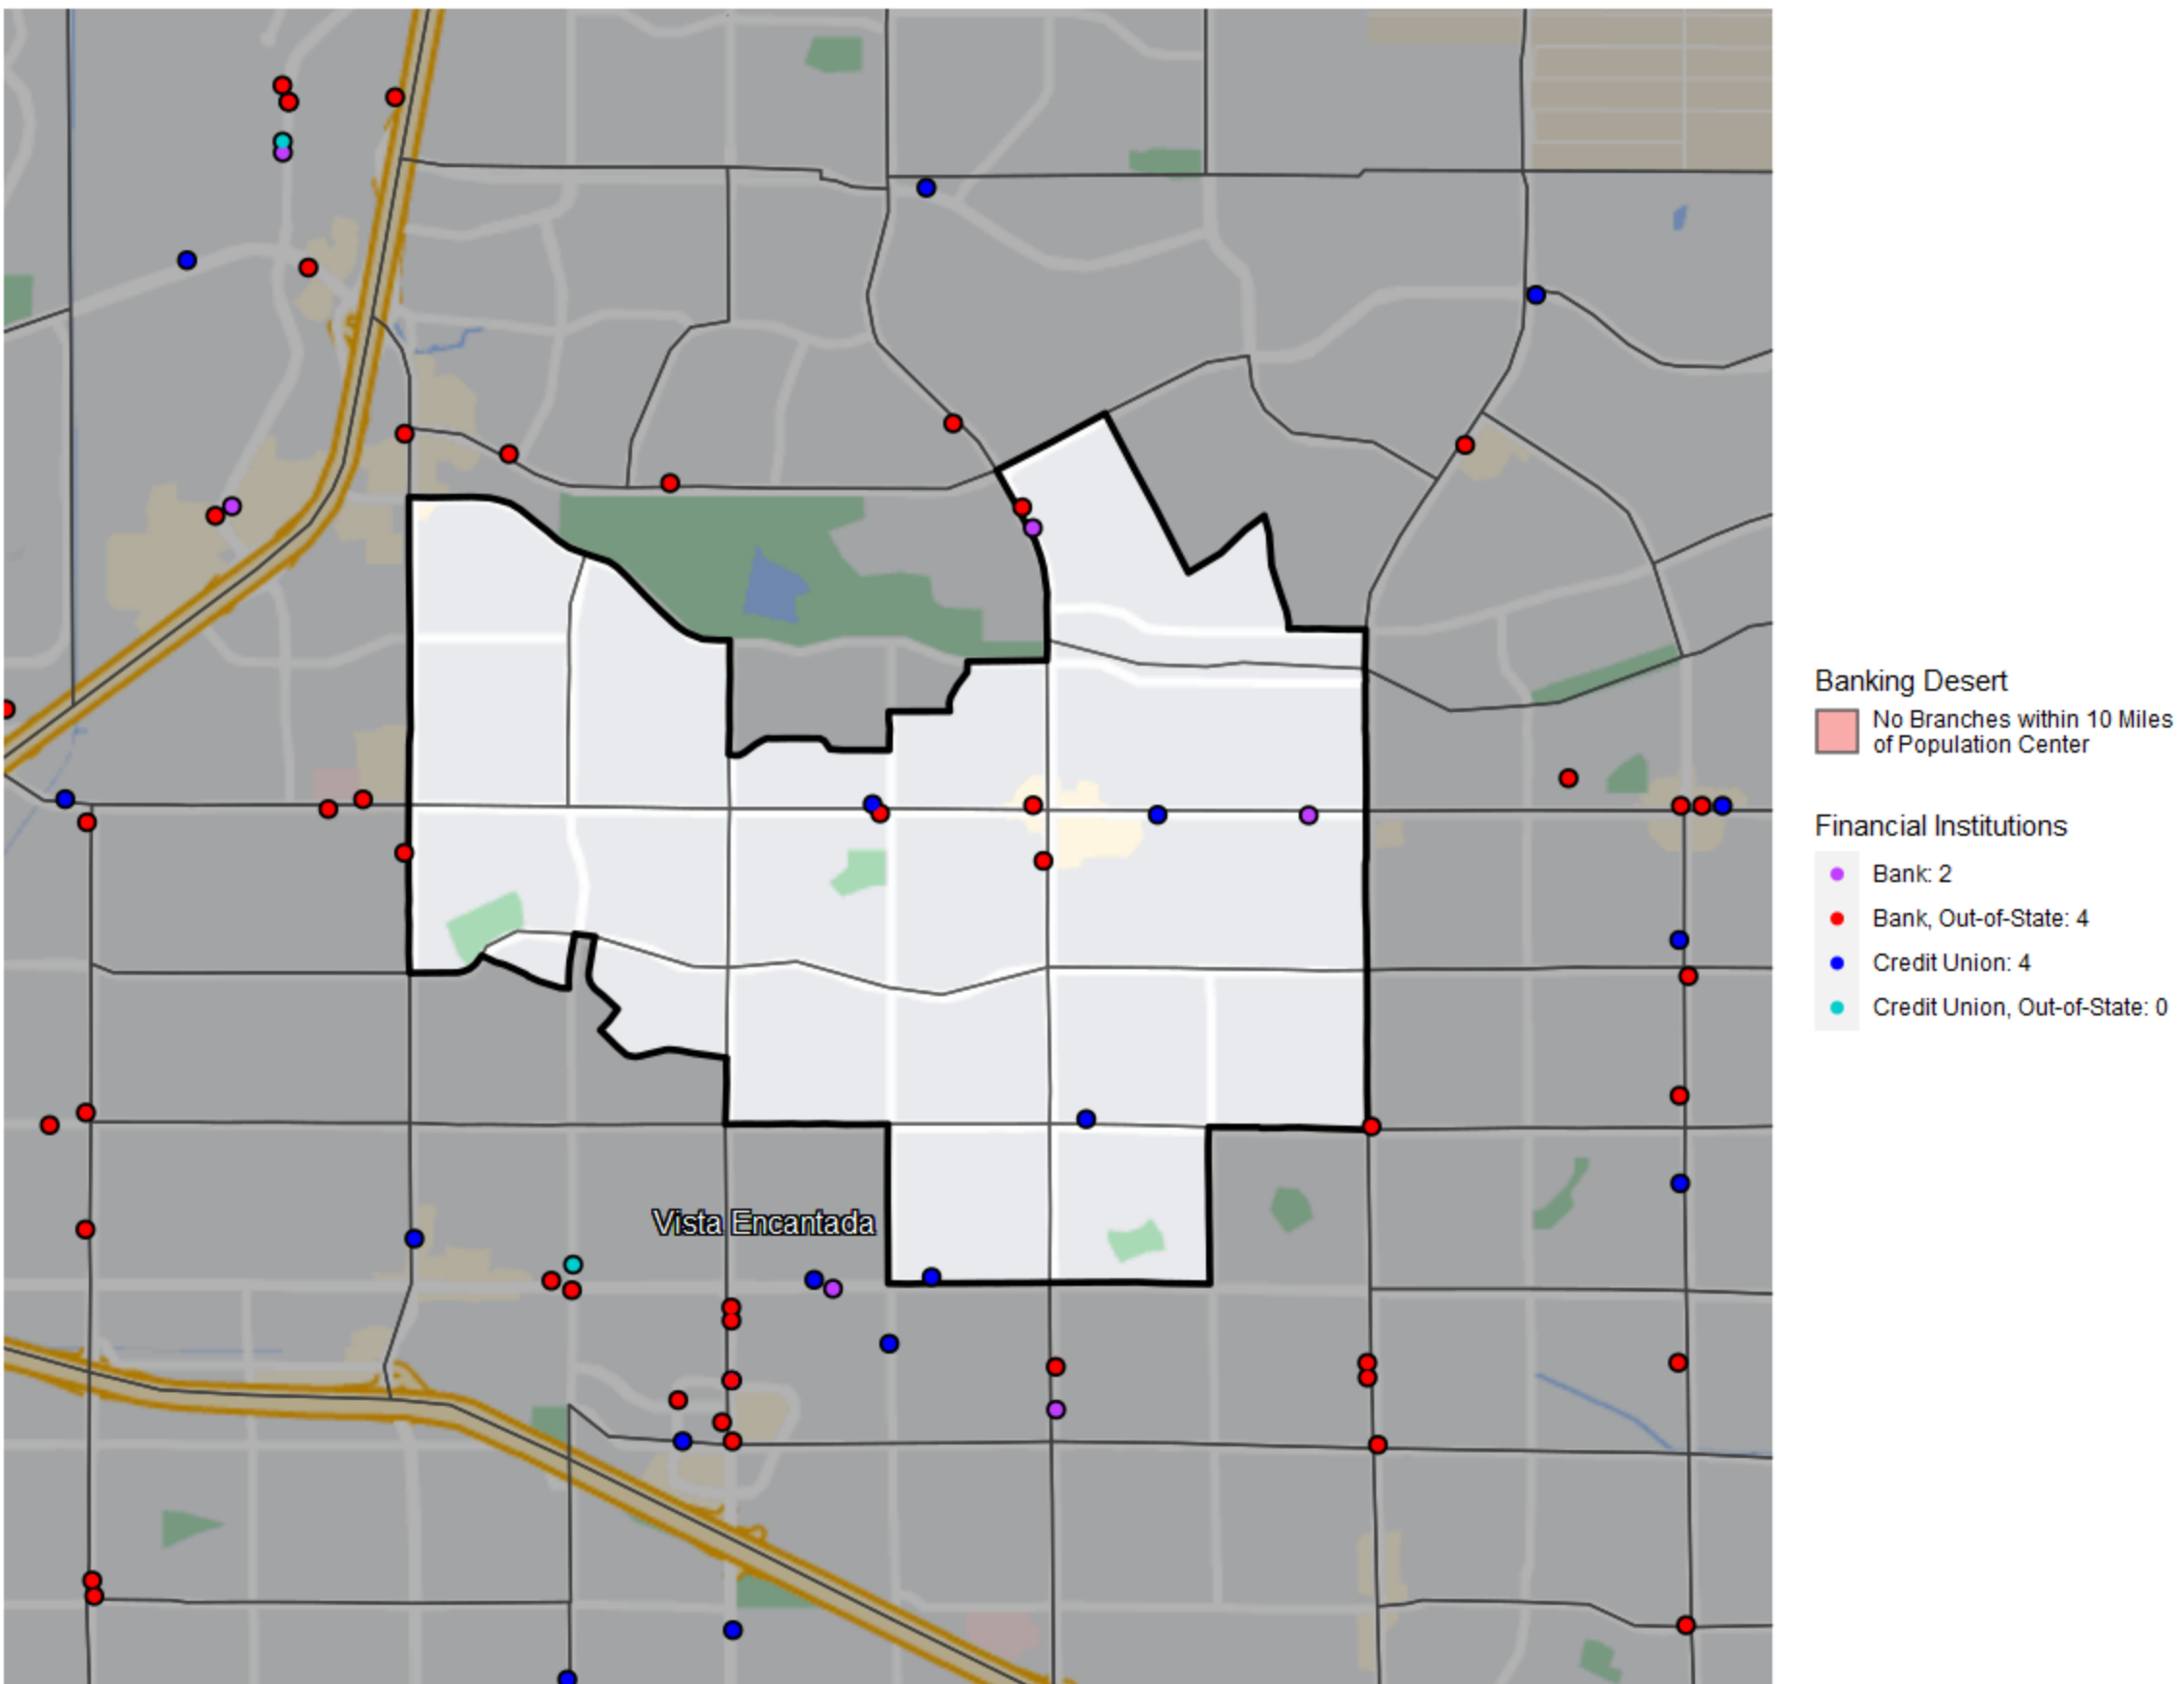 Vista Encantada
Banking Desert
No Branches within 10 Miles
of Population Center
Financial Institutions
Bank: 2
Bank, Out-of-State: 4
Credit Union: 4
Credit Union, Out-of-State: 0